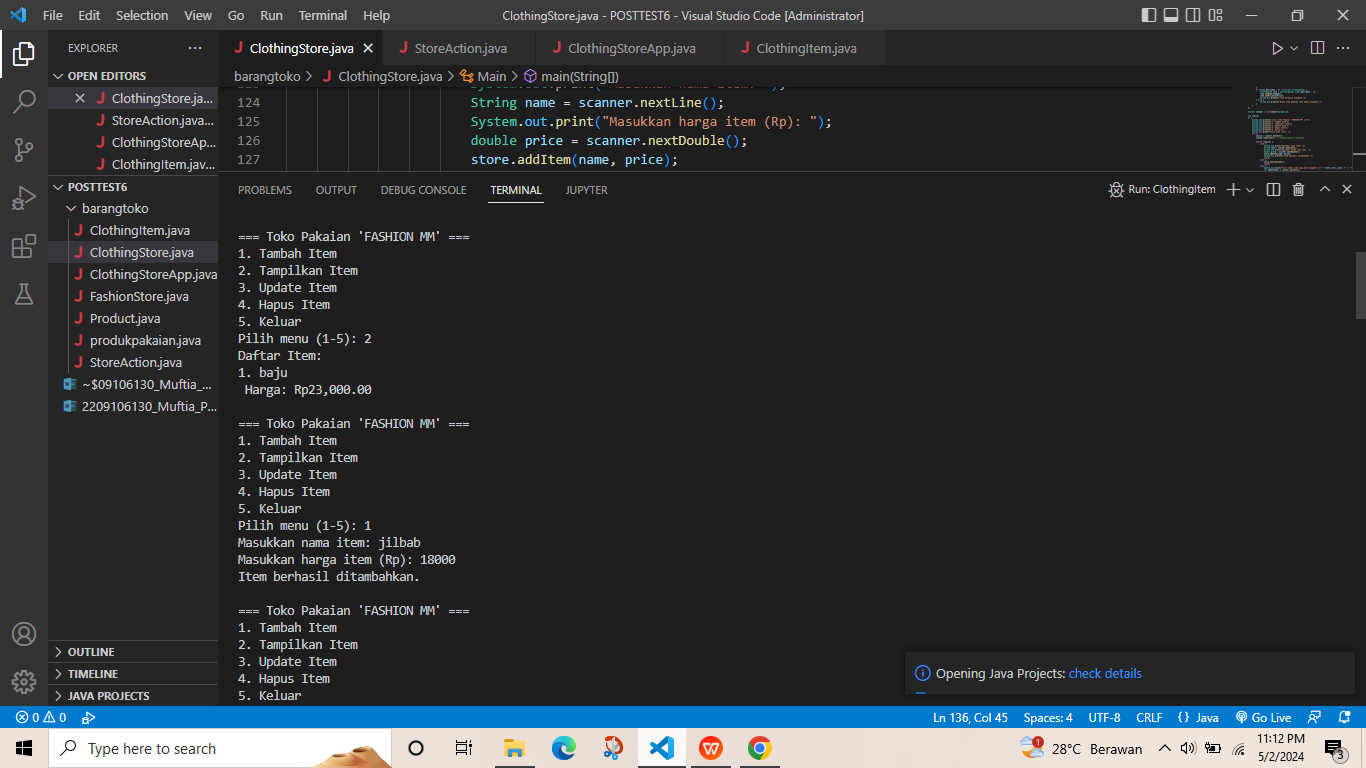 File Edit Selection View Go Run Terminal Help
ClothingStore.java - POSTTEST6 - Visual Studio Code [Administrator]
EXPLORER
OPEN EDITORS
ClothingStore.ja...
StoreAction.java...
ClothingStoreAp...
ClothingItem.jav...
POSTTEST6
barangtoko
ClothingItem.java
ClothingStore.java
ClothingStoreApp.java
FashionStore.java
Product.java
produkpakaian.java
StoreAction.java
~$09106130_Muftia_...
2209106130_Muftia_P...
OUTLINE
TIMELINE
JAVA PROJECTS
ClothingStore.java StoreAction.java ClothingStoreApp.java ClothingItem.java
barangtoko > ClothingStore.java > Main > main(String[])
124 String name = scanner.nextLine();
125 System.out.print("Masukkan harga item (Rp): ");
126 double price = scanner.nextDouble();
127 store.addItem(name, price);
PROBLEMS OUTPUT DEBUG CONSOLE TERMINAL JUPYTER
Run: ClothingItem
=== Toko Pakaian 'FASHION MM' ===
1. Tambah Item
2. Tampilkan Item
3. Update Item
4. Hapus Item
5. Keluar
Pilih menu (1-5): 2
Daftar Item:
1. baju
Harga: Rp23,000.00
=== Toko Pakaian 'FASHION MM' ===
1. Tambah Item
2. Tampilkan Item
3. Update Item
4. Hapus Item
5. Keluar
Pilih menu (1-5): 1
Masukkan nama item: jilbab
Masukkan harga item (Rp): 18000
Item berhasil ditambahkan.
=== Toko Pakaian 'FASHION MM' ===
1. Tambah Item
2. Tampilkan Item
3. Update Item
4. Hapus Item
5. Keluar
Opening Java Projects: check details
0 0
Ln 136, Col 45 Spaces: 4 UTF-8 CRLF {} Java Go Live
Type here to search
1
28°C Berawan
11:12 PM
5/2/2024
3